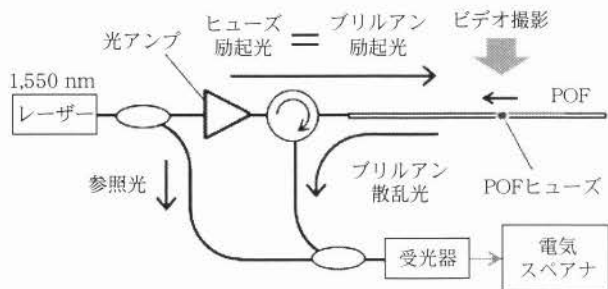 光アンプ
ヒューズ
励起光
=
ブリルアン
励起光
ビデオ撮影
1,550 nm
レーザー
POF
参照光
ブリルアン
散乱光
POFヒューズ
受光器
電気
スペアナ